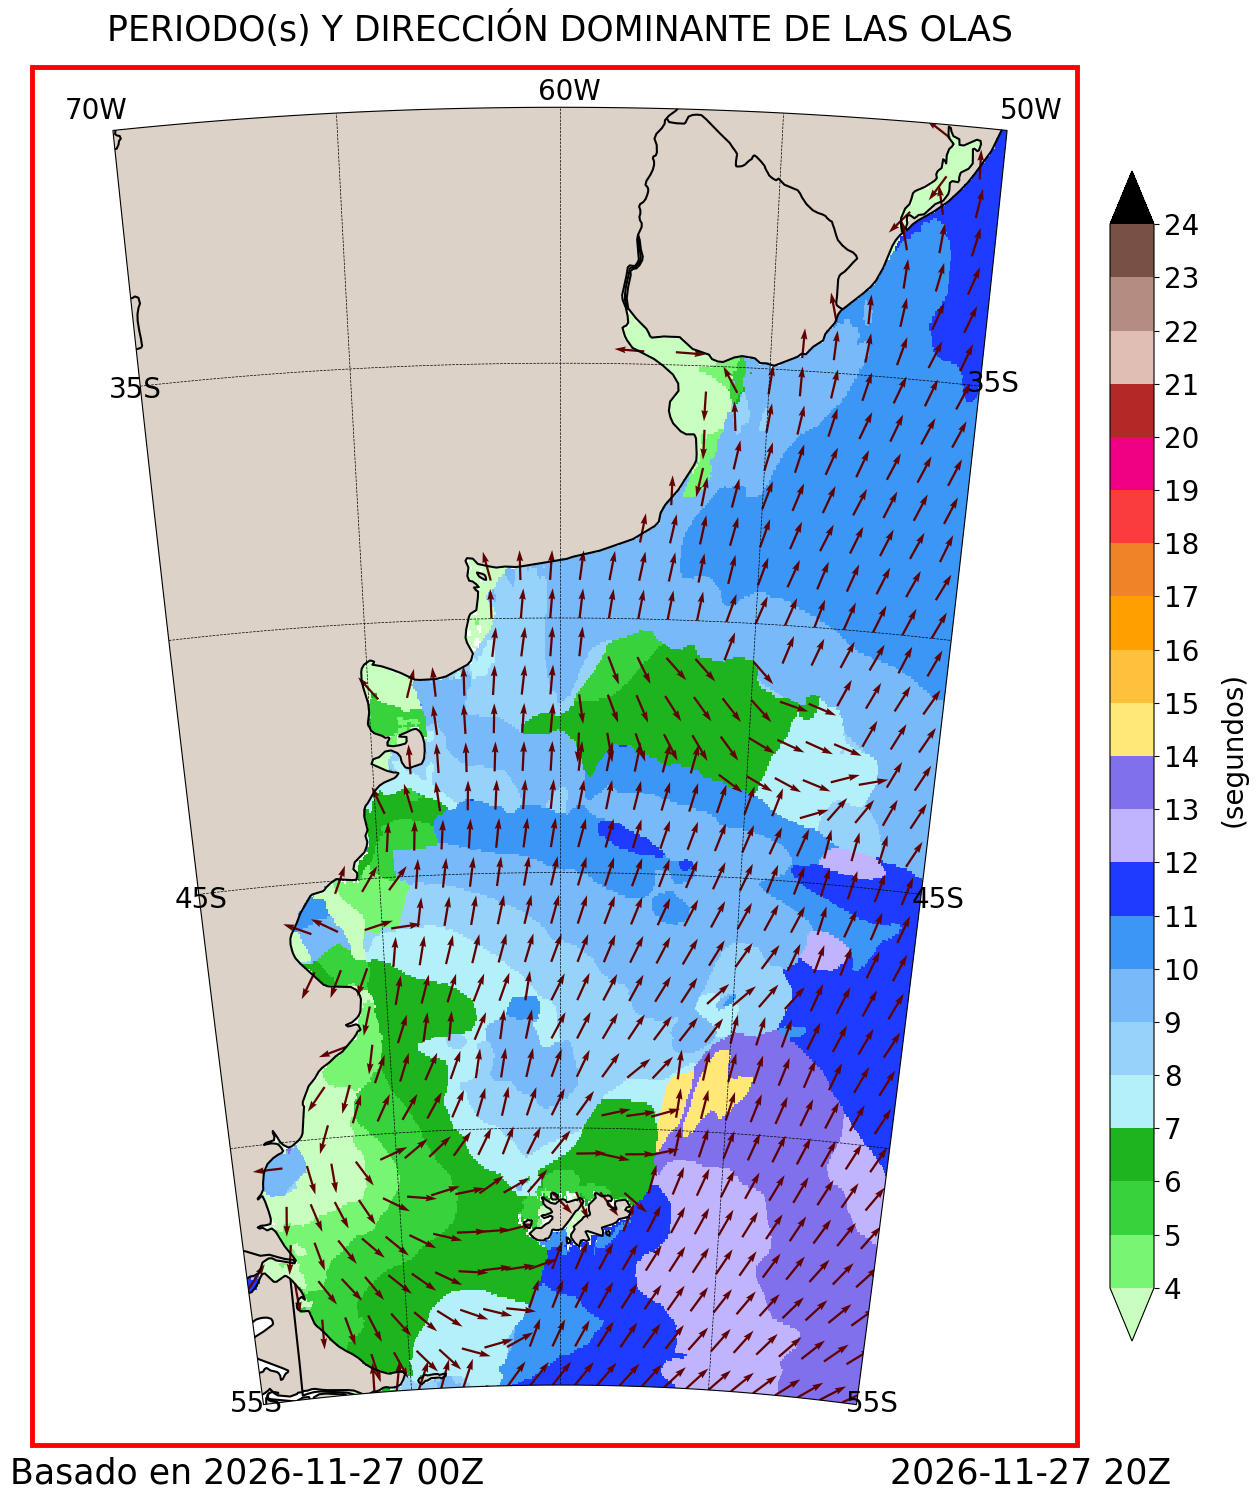 PERIODO(s) Y DIRECCIÓN DOMINANTE DE LAS OLAS
70W
60W
50W
35S
35S
45S
45S
55S
55S
24
23
22
21
20
19
18
17
16
15
14
13
12
11
10
9
8
7
6
5
4
(segundos)
Basado en 2026-11-27 00Z
2026-11-27 20Z